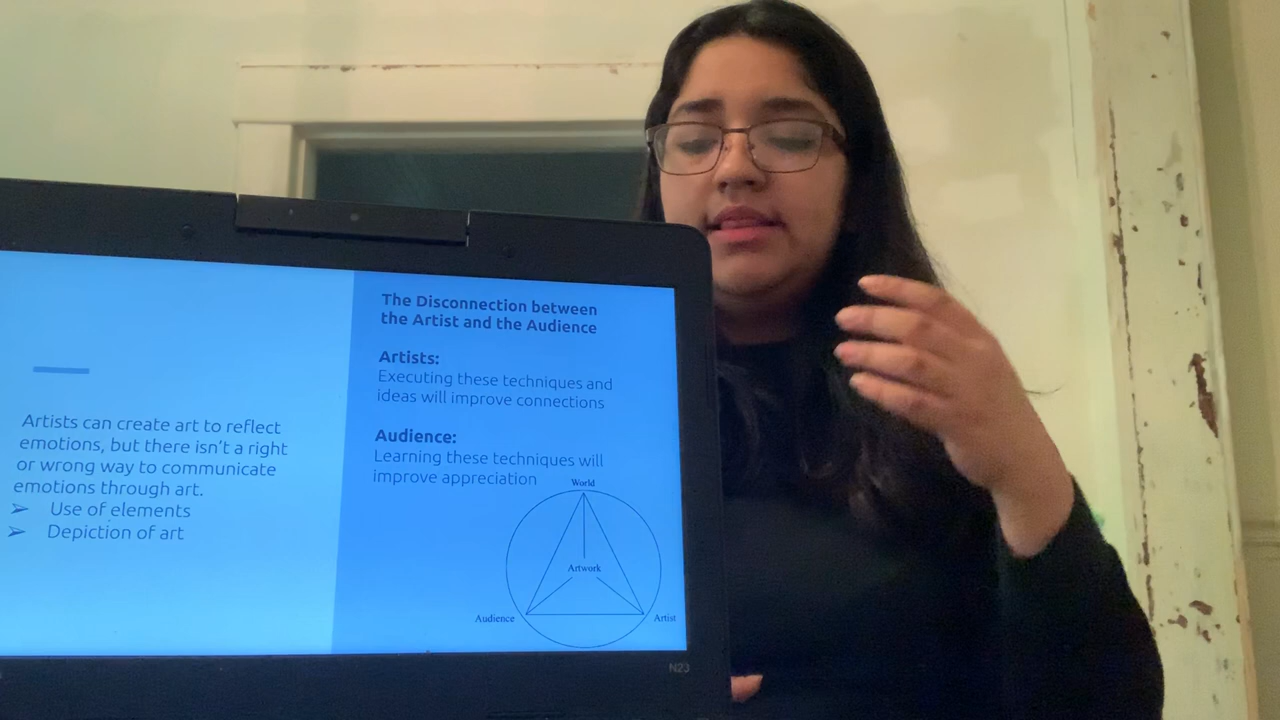 Artists can create art to reflect
emotions, but there isn't a right
or wrong way to communicate
emotions through art.
➢ Use of elements
➢ Depiction of art
The Disconnection between
the Artist and the Audience
Artists:
Executing these techniques and
ideas will improve connections
Audience:
Learning these techniques will
improve appreciation
World
Artwork
Audience
Artist
N23